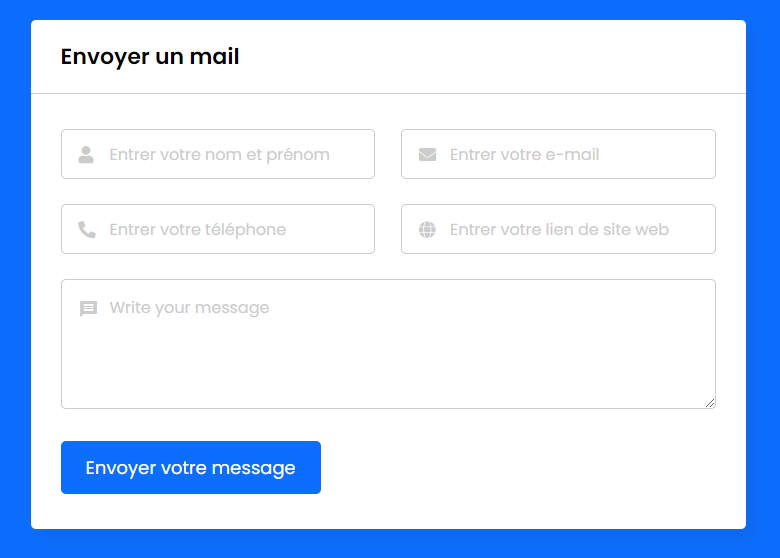 Envoyer un mail
Entrer votre nom et prénom
Entrer votre e-mail
Entrer votre téléphone
Entrer votre lien de site web
Write your message
Envoyer votre message